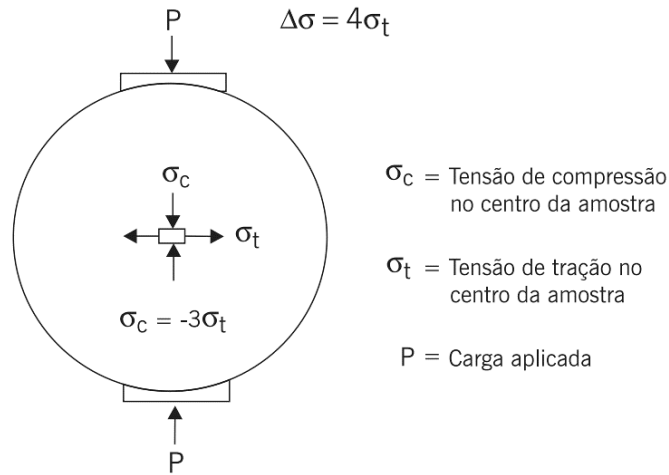 P
Δσ = 4σt
σc
σt
σc = -3σt
P
σc = Tensão de compressão
no centro da amostra
σt = Tensão de tração no
centro da amostra
P = Carga aplicada